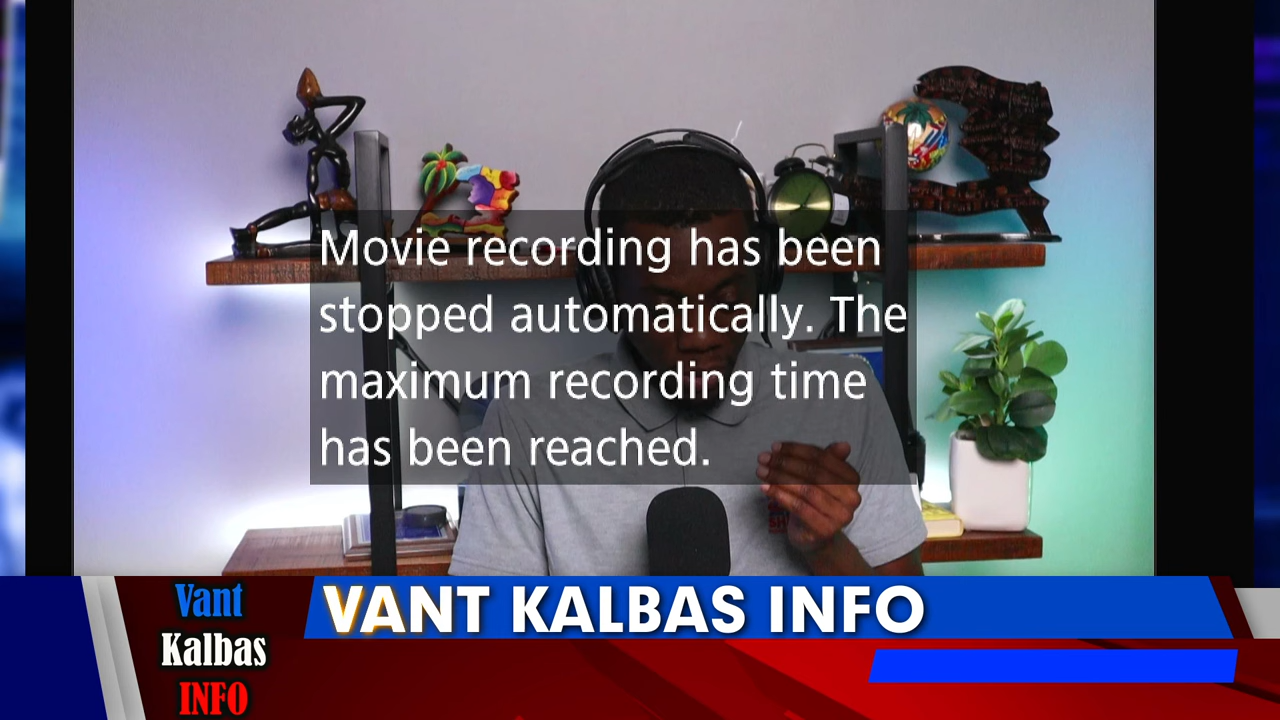 Movie recording has been
stopped automatically. The
maximum recording time
has been reached.
VANT KALBAS INFO
Vant
Kalbas
INFO